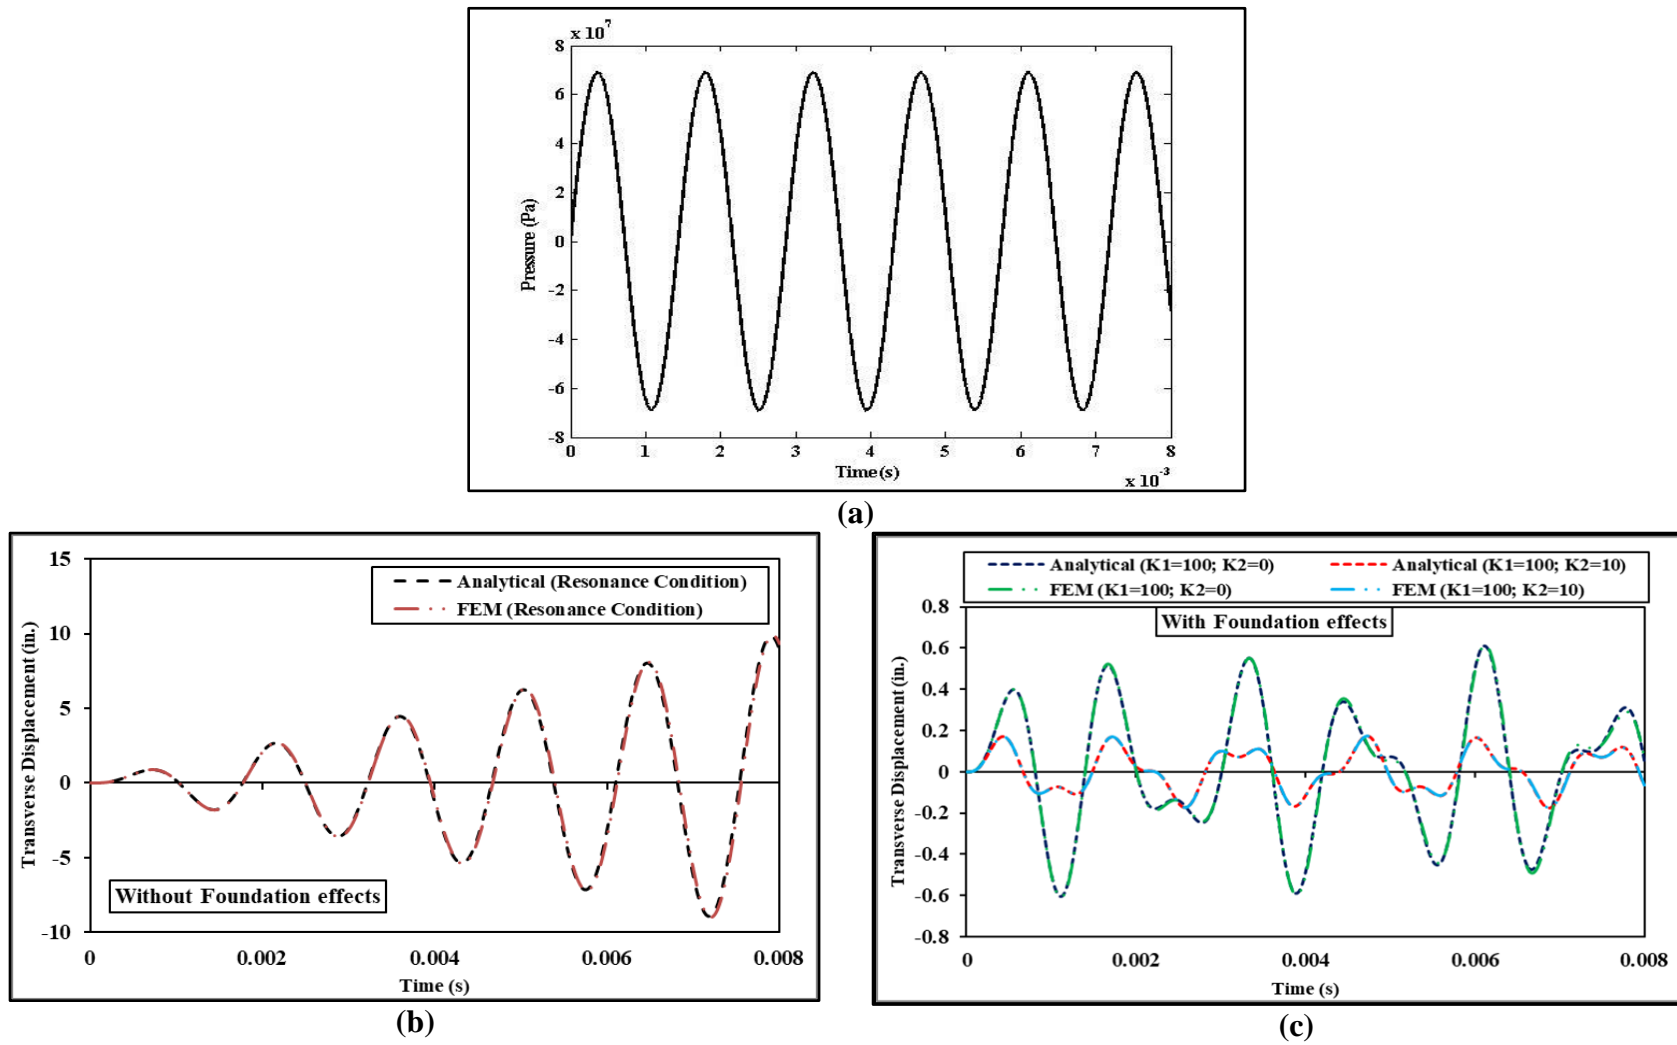 x 10⁷
8
6
4
2
0
-2
-4
-6
-8
Pressure (Pa)
0 1 2 3 4 5 6 7 8
Time (s)
x 10⁻³
(a)
15
10
5
0
-5
-10
Transverse Displacement (in.)
Analytical (Resonance Condition)
FEM (Resonance Condition)
Without Foundation effects
0 0.002 0.004 0.006 0.008
Time (s)
(b)
Analytical (K1=100; K2=0) Analytical (K1=100; K2=10)
FEM (K1=100; K2=0) FEM (K1=100; K2=10)
With Foundation effects
0.8
0.6
0.4
0.2
0
-0.2
-0.4
-0.6
-0.8
Transverse Displacement (in.)
0 0.002 0.004 0.006 0.008
Time (s)
(c)